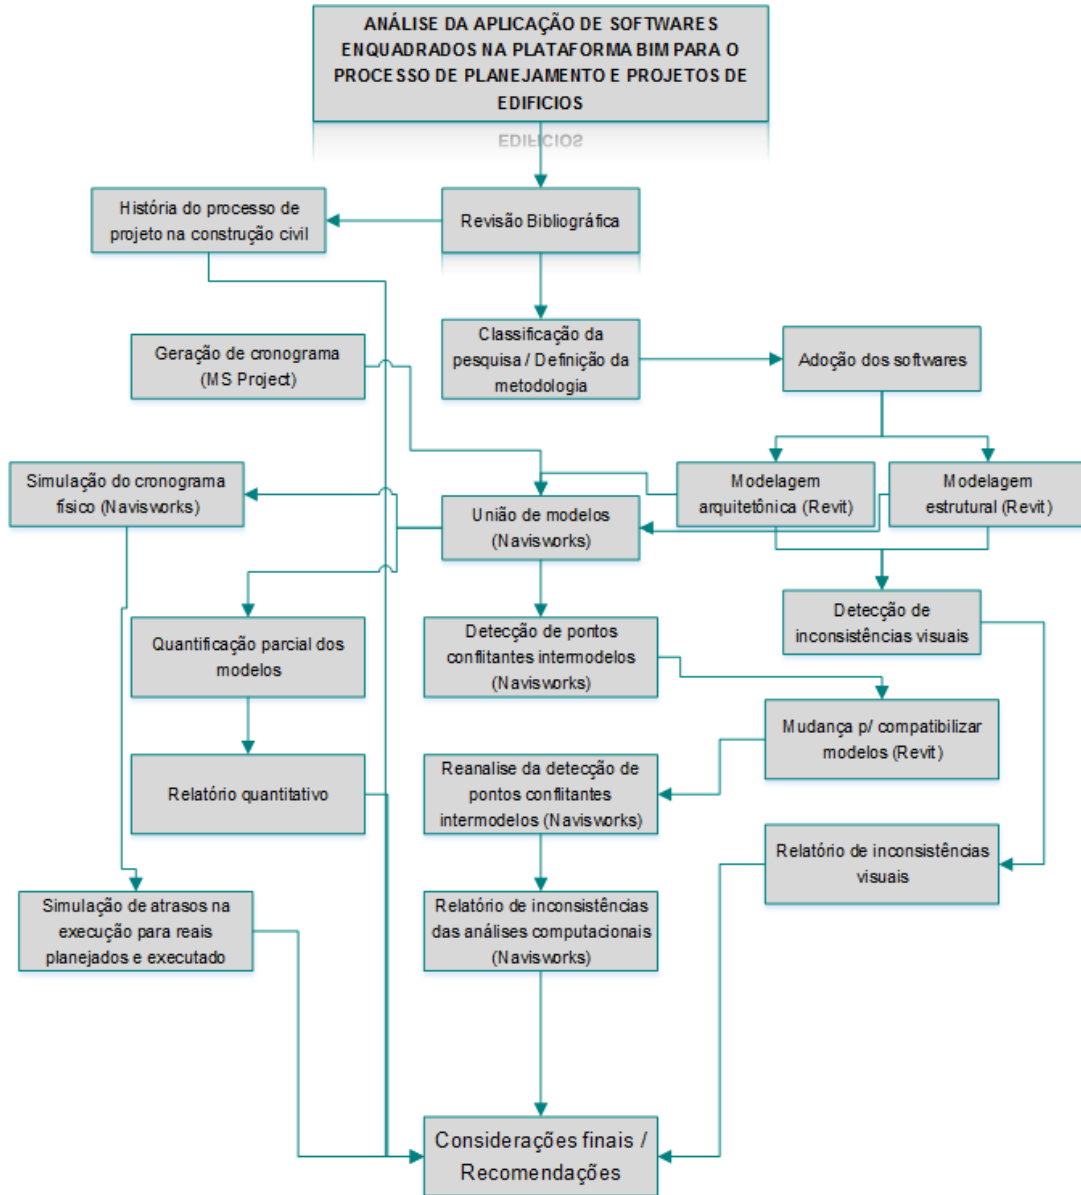 ANÁLISE DA APLICAÇÃO DE SOFTWARES
ENQUADRADOS NA PLATAFORMA BIM PARA O
PROCESSO DE PLANEJAMENTO E PROJETOS DE
EDIFICIOS
EDIFICIOS
História do processo de
projeto na construção civil
Revisão Bibliográfica
Geração de cronograma
(MS Project)
Classificação da
pesquisa / Definição da
metodologia
Adoção dos softwares
Simulação do cronograma
físico (Navisworks)
União de modelos
(Navisworks)
Modelagem
arquitetônica (Revit)
Modelagem
estrutural (Revit)
Quantificação parcial dos
modelos
Detecção de pontos
conflitantes intermodelos
(Navisworks)
Detecção de
inconsistências visuais
Mudança p/ compatibilizar
modelos (Revit)
Relatório quantitativo
Reanalise da detecção de
pontos conflitantes
intermodelos (Navisworks)
Relatório de inconsistências
visuais
Simulação de atrasos na
execução para reais
planejados e executado
Relatório de inconsistências
das análises computacionais
(Navisworks)
Considerações finais /
Recomendações